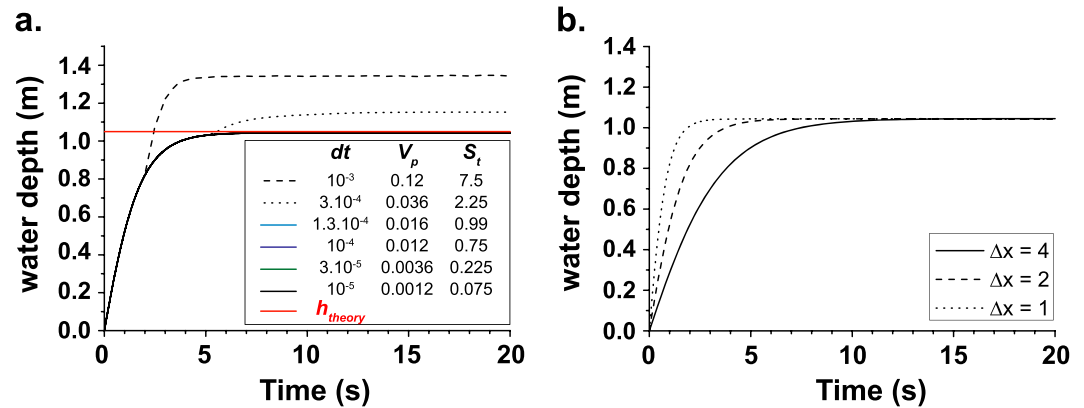 a.
water depth (m)
1.4
1.2
1.0
0.8
0.6
0.4
0.2
0.0
0 5 10 15 20
Time (s)
dt V_p S_t
10⁻³ 0.12 7.5
3.10⁻⁴ 0.036 2.25
1.3.10⁻⁴ 0.016 0.99
10⁻⁴ 0.012 0.75
3.10⁻⁵ 0.0036 0.225
10⁻⁵ 0.0012 0.075
h_theory
b.
water depth (m)
1.4
1.2
1.0
0.8
0.6
0.4
0.2
0.0
0 5 10 15 20
Time (s)
Δx = 4
Δx = 2
Δx = 1